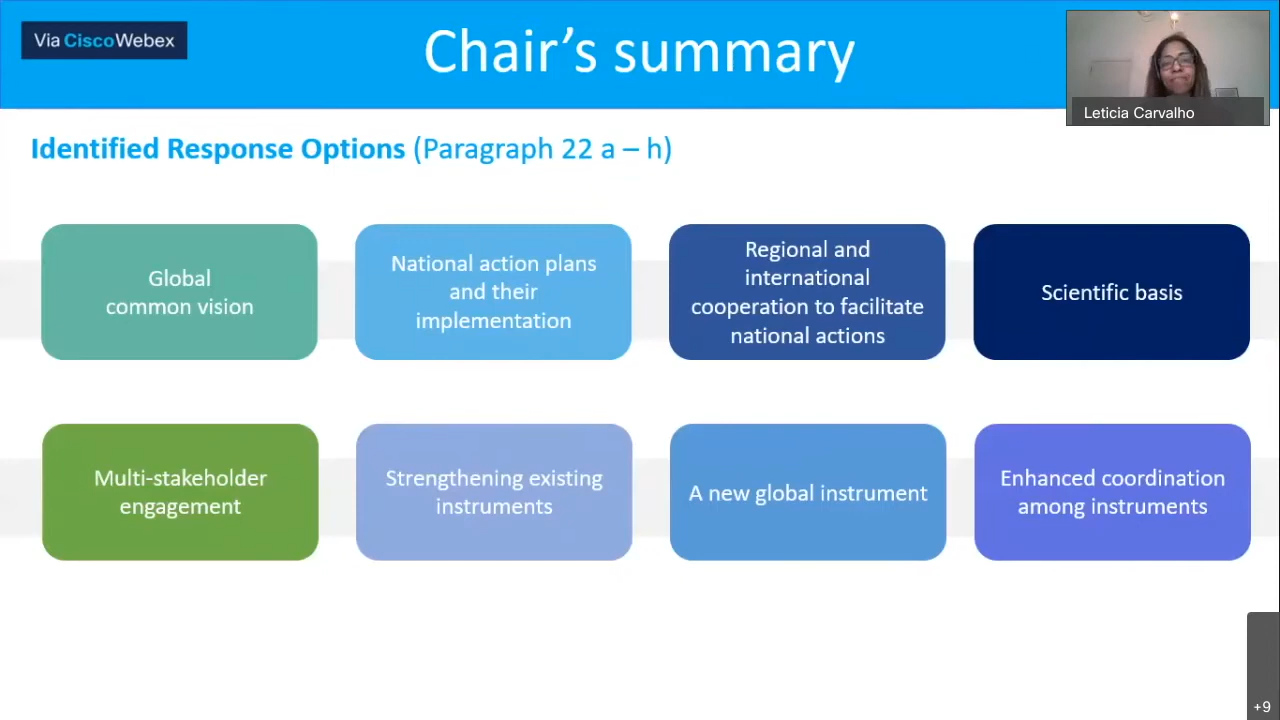 Via CiscoWebex
Chair's summary
Leticia Carvalho
Identified Response Options (Paragraph 22 a – h)
Global
common vision
National action plans
and their
implementation
Regional and
international
cooperation to facilitate
national actions
Scientific basis
Multi-stakeholder
engagement
Strengthening existing
instruments
A new global instrument
Enhanced coordination
among instruments
+9